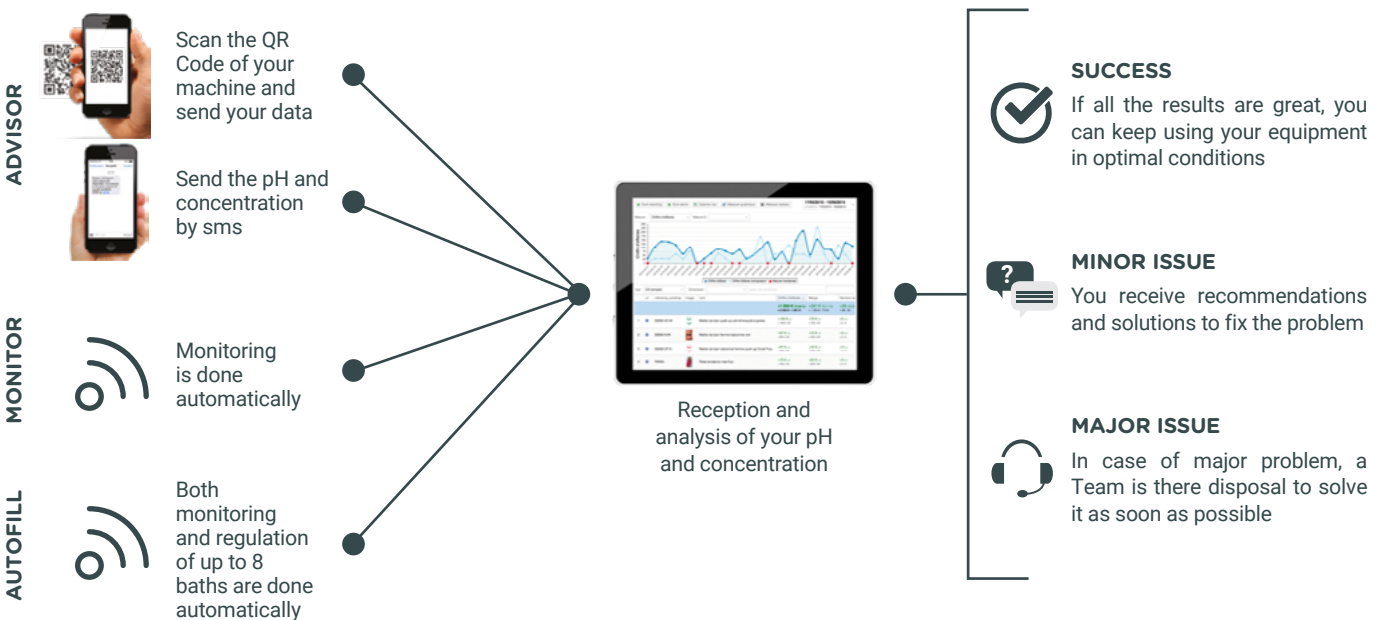 ADVISOR
Scan the QR
Code of your
machine and
send your data
Send the pH and
concentration
by sms
MONITOR
Monitoring
is done
automatically
AUTOFILL
Both
monitoring
and regulation
of up to 8
baths are done
automatically
Reception and
analysis of your pH
and concentration
SUCCESS
If all the results are great, you
can keep using your equipment
in optimal conditions
?
MINOR ISSUE
You receive recommendations
and solutions to fix the problem
MAJOR ISSUE
In case of major problem, a
Team is there disposal to solve
it as soon as possible